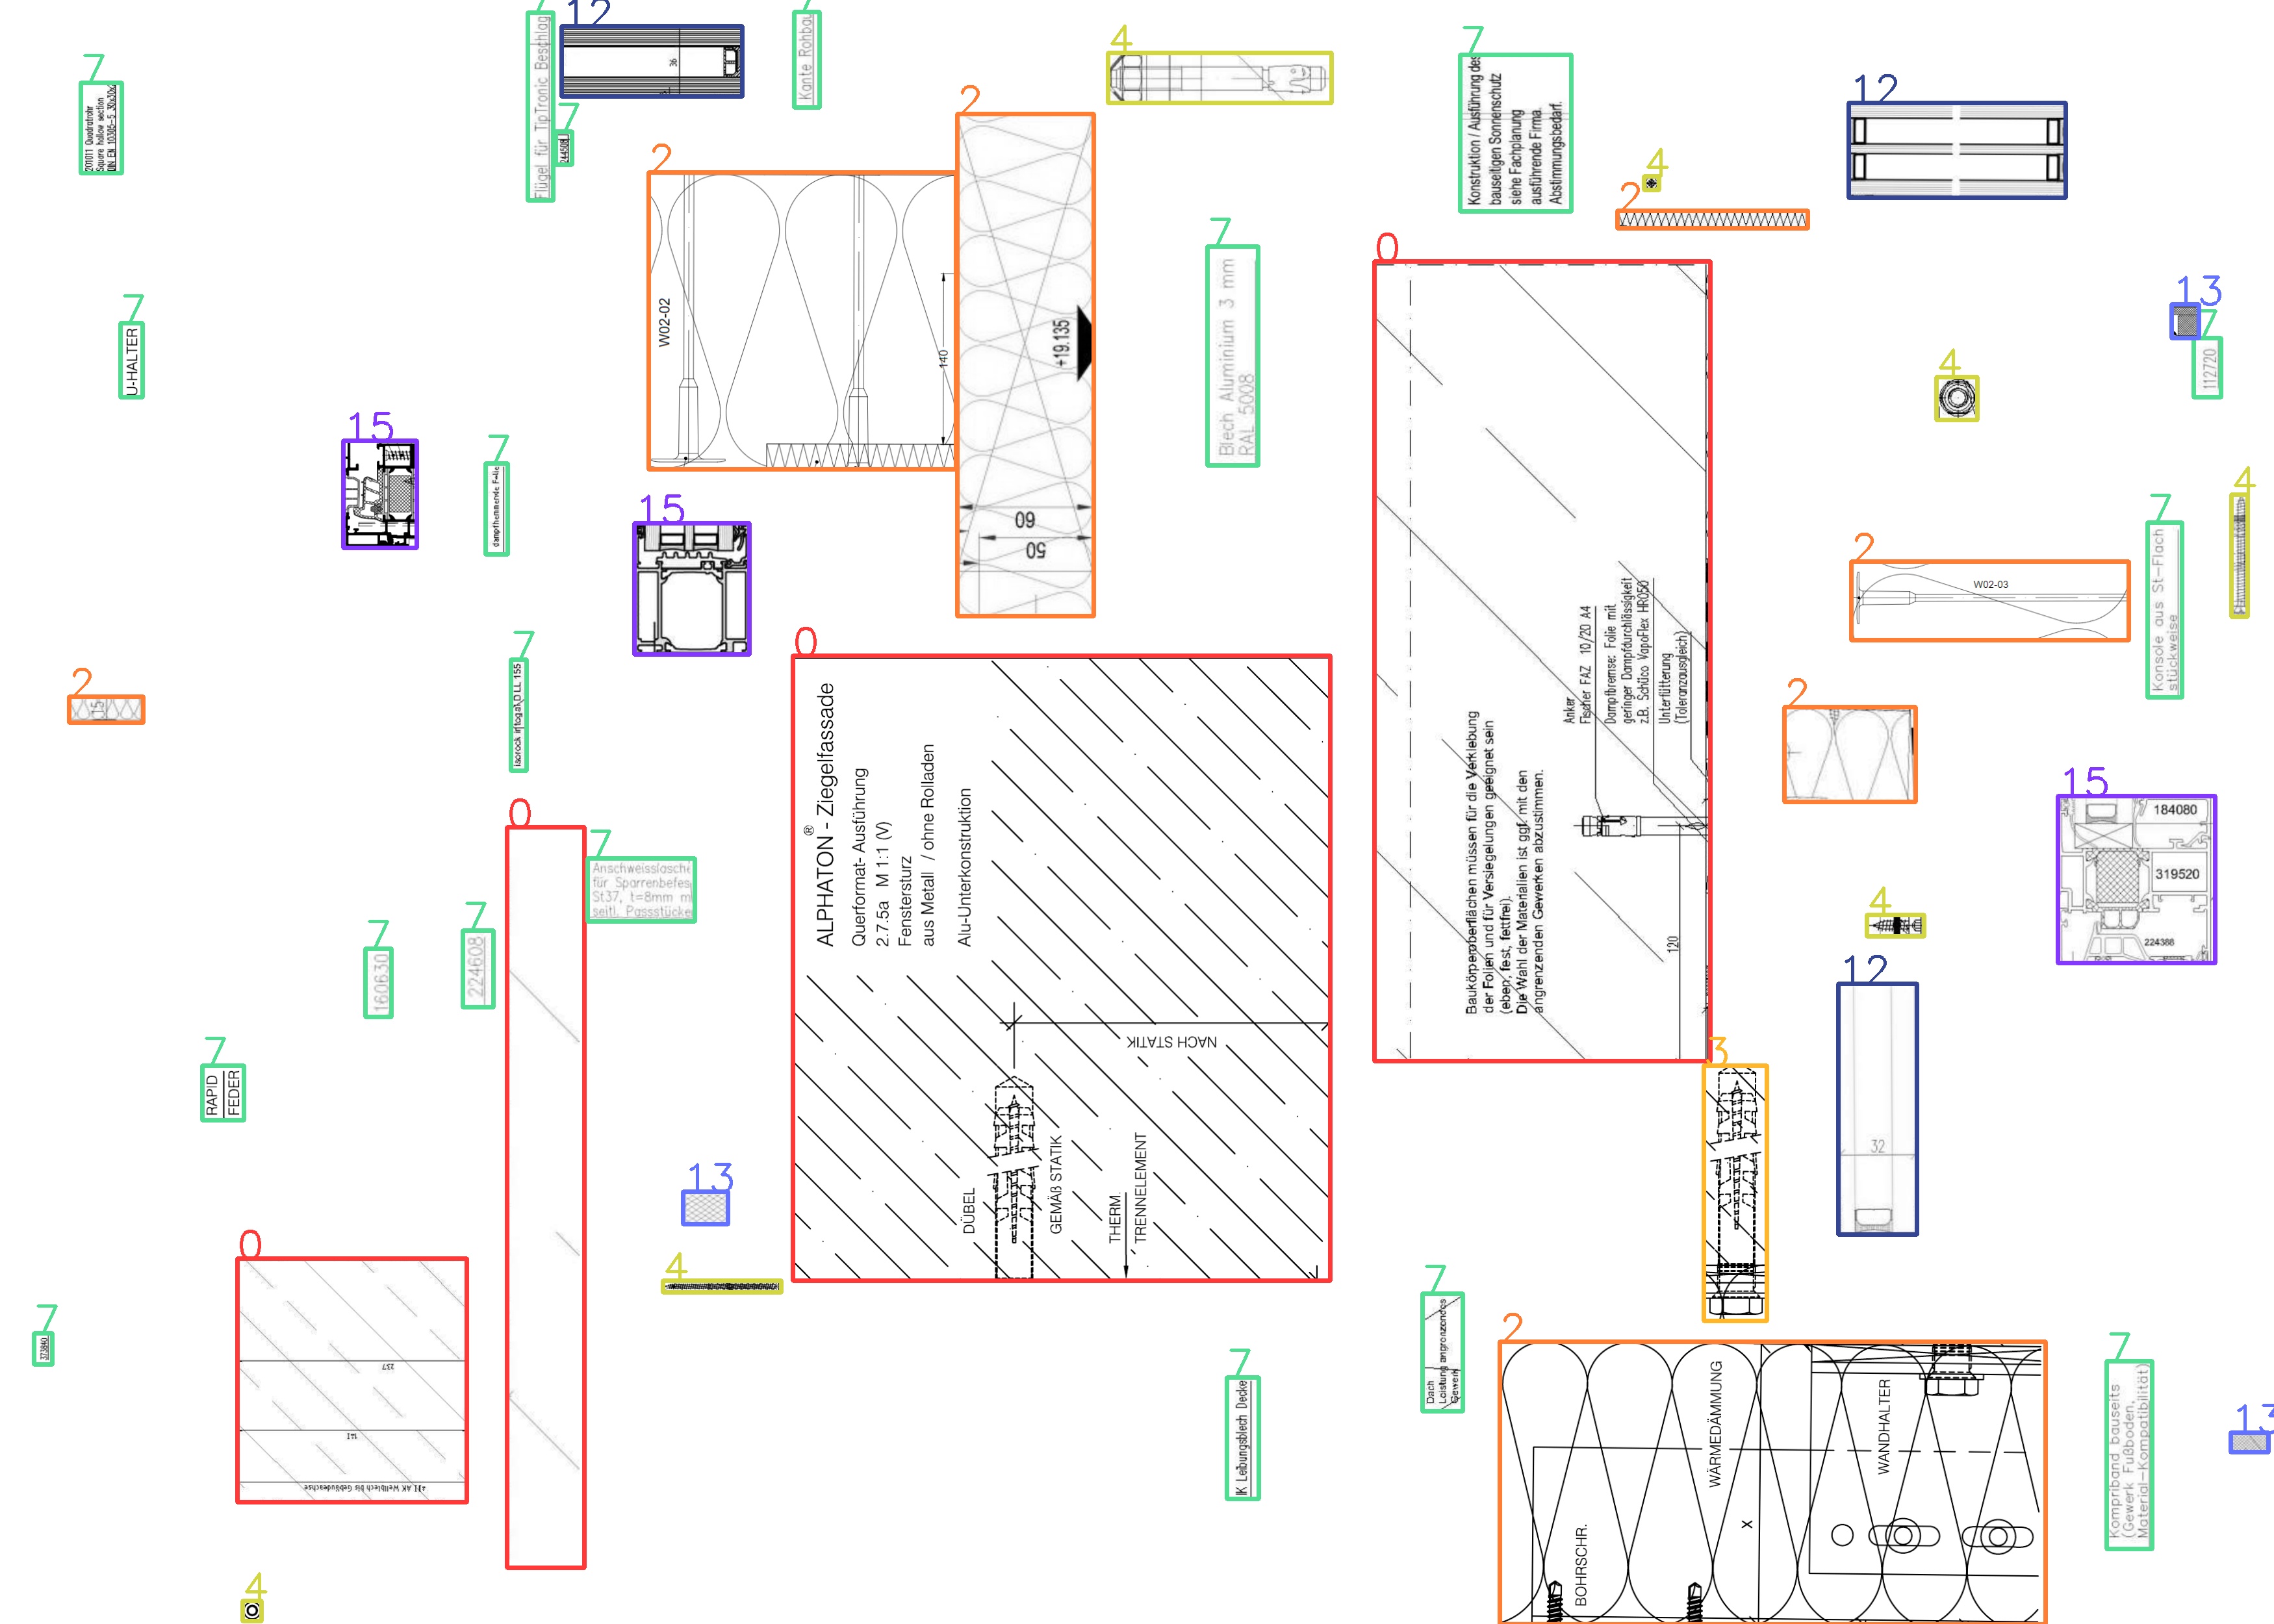 7
12
7
4
7
Flügel für TipTronic Beschlag
36
Kante Rohbau
201011 Quadratrohr
Square hollow section
DIN EN 10305-5 30x30x2
7
7
244508
2
2
W02-02
140
+19.135
60
50
7
Blech Aluminium 3 mm
RAL 5008
Konstruktion / Ausführung des
bauseitigen Sonnenschutz
siehe Fachplanung
ausführende Firma.
Abstimmungsbedarf.
12
4
2
0
13
7
112720
4
7
U-HALTER
15
7
dampfhemmende Folie
15
4
7
Konsole aus St-Flach
stückweise
2
W02-03
2
15
7
0
ALPHATON® - Ziegelfassade
Querformat- Ausführung
2.7.5a M 1:1 (V)
Fenstersturz
aus Metall / ohne Rolladen
Alu-Unterkonstruktion
NACH STATIK
DÜBEL
GEMÄß STATIK
THERM.
TRENNELEMENT
Anker
Fischer FAZ 10/20 A4
Dampfbremse: Folie mit
geringer Dampfdurchlässigkeit
z.B. Schüco VapoFlex HR050
Unterfütterung
(Toleranzausgleich)
Baukörperoberflächen müssen für die Verklebung
der Folien und für Versiegelungen geeignet sein
(eben, fest, fettfrei).
Die Wahl der Materialien ist ggf. mit den
angrenzenden Gewerken abzustimmen.
120
2
15
184080
319520
224386
0
7
Anschweisslasche
für Sparrenbefes
St37, t=8mm m
seitl. Passstücke
7
160630
7
224608
4
12
32
7
RAPID
FEDER
3
13
4
0
237
121
AK Wellblech bis Gebäudeachse
7
373840
7
IK Leibungsblech Decke
7
Dach
Leistung angrenzendes
Gewerk
2
WÄRMEDÄMMUNG
WANDHALTER
X
BOHRSCHR.
7
Kompriband bauseits
(Gewerk Fußboden,
Material-Kompatibilität)
13
4